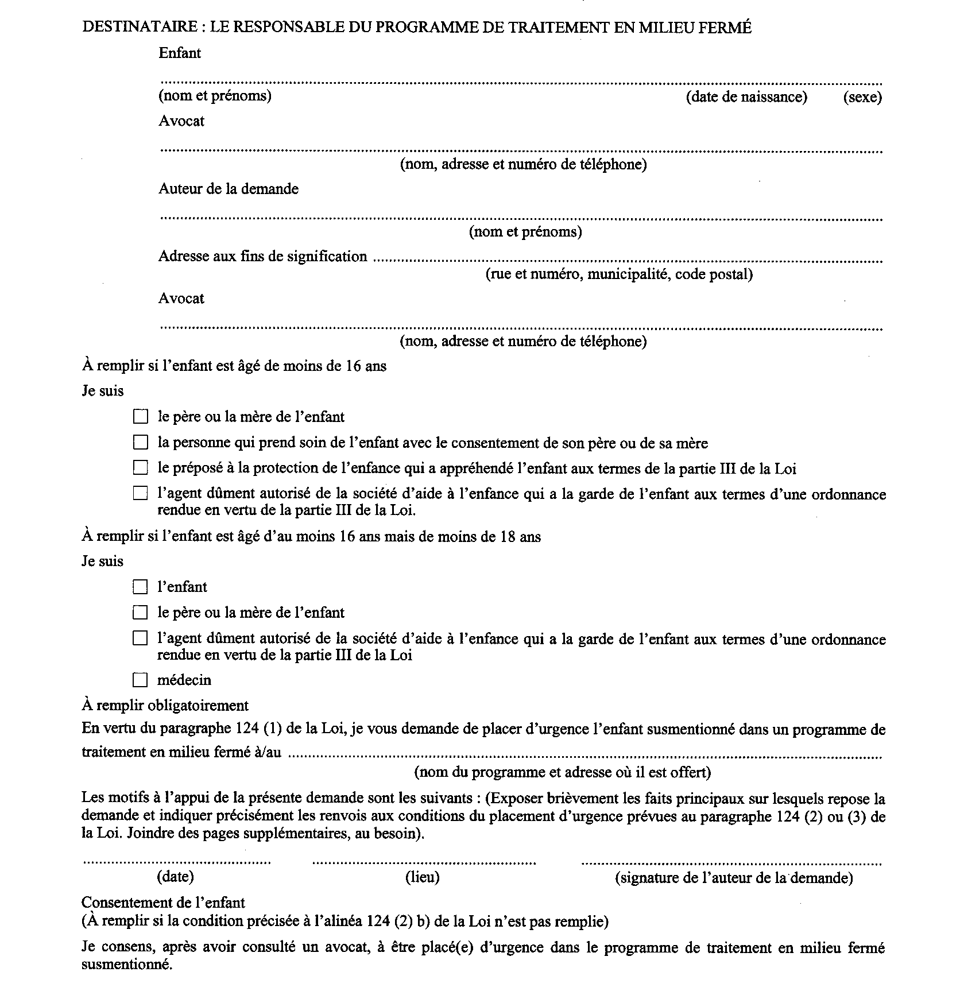 DESTINATAIRE : LE RESPONSABLE DU PROGRAMME DE TRAITEMENT EN MILIEU FERMÉ
Enfant
(nom et prénoms) (date de naissance) (sexe)
Avocat
(nom, adresse et numéro de téléphone)
Auteur de la demande
(nom et prénoms)
Adresse aux fins de signification
(rue et numéro, municipalité, code postal)
Avocat
(nom, adresse et numéro de téléphone)
À remplir si l'enfant est âgé de moins de 16 ans
Je suis
le père ou la mère de l'enfant
la personne qui prend soin de l'enfant avec le consentement de son père ou de sa mère
le préposé à la protection de l'enfance qui a appréhendé l'enfant aux termes de la partie III de la Loi
l'agent dûment autorisé de la société d'aide à l'enfance qui a la garde de l'enfant aux termes d'une ordonnance
rendue en vertu de la partie III de la Loi.
À remplir si l'enfant est âgé d'au moins 16 ans mais de moins de 18 ans
Je suis
l'enfant
le père ou la mère de l'enfant
l'agent dûment autorisé de la société d'aide à l'enfance qui a la garde de l'enfant aux termes d'une ordonnance
rendue en vertu de la partie III de la Loi
médecin
À remplir obligatoirement
En vertu du paragraphe 124 (1) de la Loi, je vous demande de placer d'urgence l'enfant susmentionné dans un programme de
traitement en milieu fermé à/au
(nom du programme et adresse où il est offert)
Les motifs à l'appui de la présente demande sont les suivants : (Exposer brièvement les faits principaux sur lesquels repose la
demande et indiquer précisément les renvois aux conditions du placement d'urgence prévues au paragraphe 124 (2) ou (3) de
la Loi. Joindre des pages supplémentaires, au besoin).
(date) (lieu) (signature de l'auteur de la demande)
Consentement de l'enfant
(À remplir si la condition précisée à l'alinéa 124 (2) b) de la Loi n'est pas remplie)
Je consens, après avoir consulté un avocat, à être placé(e) d'urgence dans le programme de traitement en milieu fermé
susmentionné.